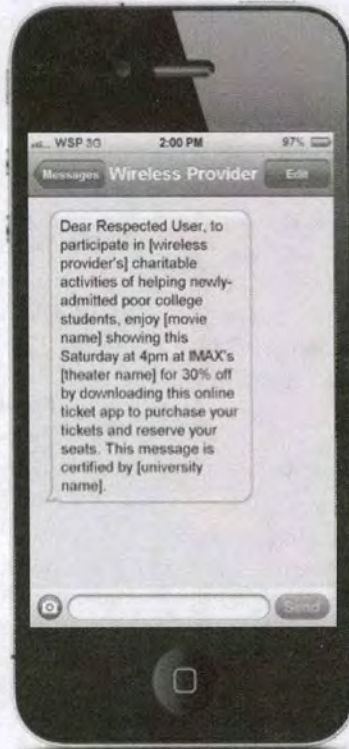 WSP 3G 2:00 PM 97%
Messages Wireless Provider Edit
Dear Respected User, to
participate in [wireless
provider's] charitable
activities of helping newly-
admitted poor college
students, enjoy [movie
name] showing this
Saturday at 4pm at IMAX's
[theater name] for 30% off
by downloading this online
ticket app to purchase your
tickets and reserve your
seats. This message is
certified by [university
name].
Send